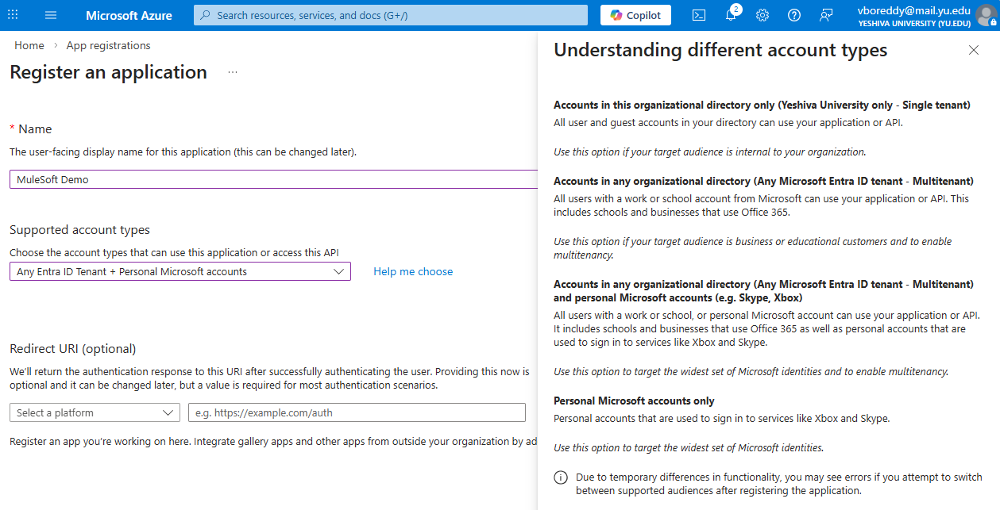 Microsoft Azure
Search resources, services, and docs (G+/)
Copilot
2
vboreddy@mail.yu.edu
YESHIVA UNIVERSITY (YU.EDU)
Home > App registrations
Register an application ...
* Name
The user-facing display name for this application (this can be changed later).
MuleSoft Demo
Supported account types
Choose the account types that can use this application or access this API
Any Entra ID Tenant + Personal Microsoft accounts
Help me choose
Redirect URI (optional)
We'll return the authentication response to this URI after successfully authenticating the user. Providing this now is
optional and it can be changed later, but a value is required for most authentication scenarios.
Select a platform
e.g. https://example.com/auth
Register an app you're working on here. Integrate gallery apps and other apps from outside your organization by ad
Understanding different account types
Accounts in this organizational directory only (Yeshiva University only - Single tenant)
All user and guest accounts in your directory can use your application or API.
Use this option if your target audience is internal to your organization.
Accounts in any organizational directory (Any Microsoft Entra ID tenant - Multitenant)
All users with a work or school account from Microsoft can use your application or API. This
includes schools and businesses that use Office 365.
Use this option if your target audience is business or educational customers and to enable
multitenancy.
Accounts in any organizational directory (Any Microsoft Entra ID tenant - Multitenant)
and personal Microsoft accounts (e.g. Skype, Xbox)
All users with a work or school, or personal Microsoft account can use your application or API.
It includes schools and businesses that use Office 365 as well as personal accounts that are
used to sign in to services like Xbox and Skype.
Use this option to target the widest set of Microsoft identities and to enable multitenancy.
Personal Microsoft accounts only
Personal accounts that are used to sign in to services like Xbox and Skype.
Use this option to target the widest set of Microsoft identities.
Due to temporary differences in functionality, you may see errors if you attempt to switch
between supported audiences after registering the application.